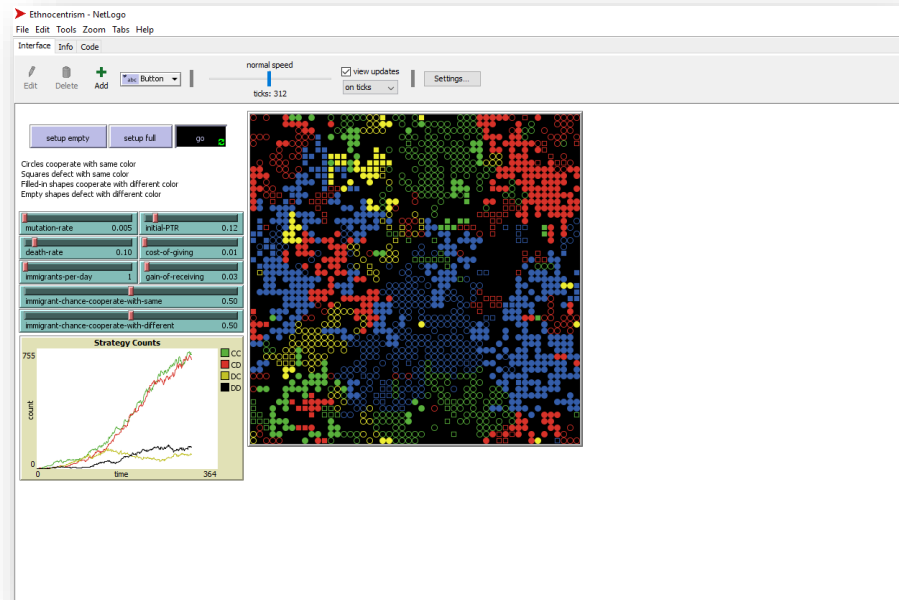 Ethnocentrism - NetLogo
File Edit Tools Zoom Tabs Help
Interface Info Code
normal speed
view updates
Edit Delete Add abc Button on ticks Settings...
ticks: 312
setup empty setup full go
Circles cooperate with same color
Squares defect with same color
Filled-in shapes cooperate with different color
Empty shapes defect with different color
mutation-rate 0.005 initial-PTR 0.12
death-rate 0.10 cost-of-giving 0.01
immigrants-per-day 1 gain-of-receiving 0.03
immigrant-chance-cooperate-with-same 0.50
immigrant-chance-cooperate-with-different 0.50
Strategy Counts
755
count
0
0 time 364
CC
CD
DC
DD